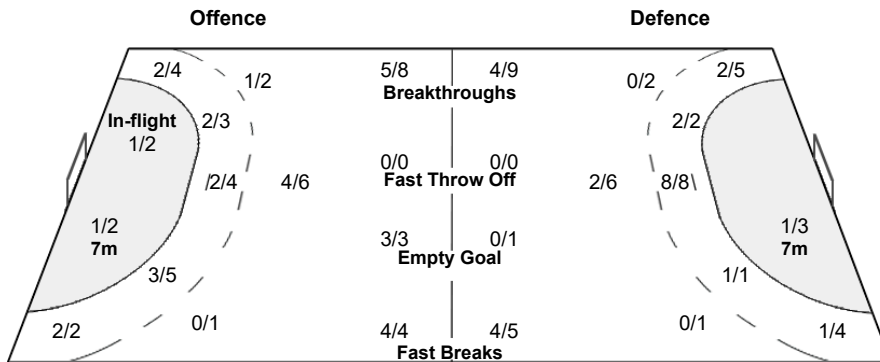 Offence Defence
2/4 1/2 5/8 4/9 0/2 2/5
Breakthroughs
In-flight 2/3 2/2
1/2
0/0 0/0
2/4 4/6 Fast Throw Off 2/6 8/8
1/2 3/3 0/1 1/3
7m Empty Goal 7m
3/5 1/1
2/2 0/1 4/4 4/5 0/1 1/4
Fast Breaks